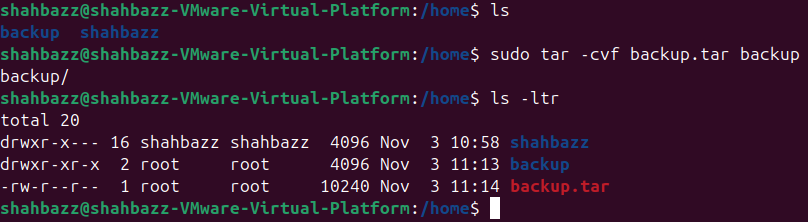 shahbazz@shahbazz-VMware-Virtual-Platform:/home$ ls
backup  shahbazz
shahbazz@shahbazz-VMware-Virtual-Platform:/home$ sudo tar -cvf backup.tar backup
backup/
shahbazz@shahbazz-VMware-Virtual-Platform:/home$ ls -ltr
total 20
drwxr-x--- 16 shahbazz shahbazz  4096 Nov  3 10:58 shahbazz
drwxr-xr-x  2 root     root      4096 Nov  3 11:13 backup
-rw-r--r--  1 root     root     10240 Nov  3 11:14 backup.tar
shahbazz@shahbazz-VMware-Virtual-Platform:/home$